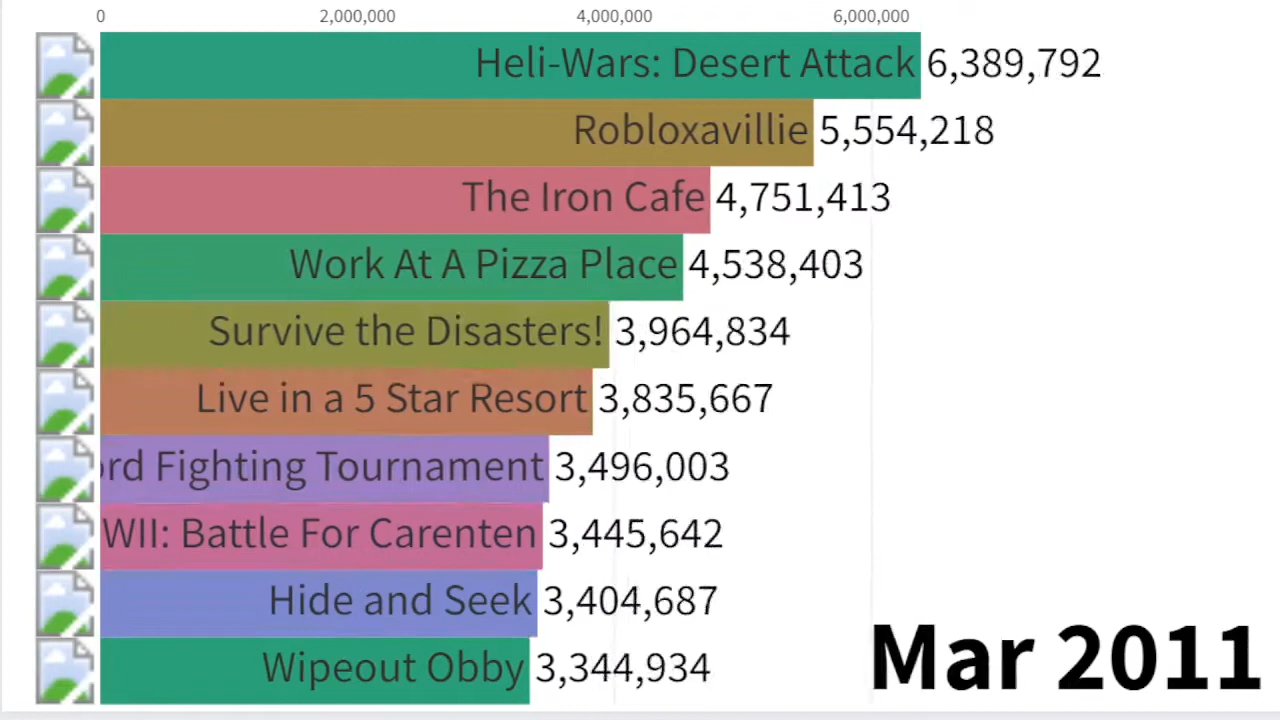 0 2,000,000 4,000,000 6,000,000
Heli-Wars: Desert Attack 6,389,792
Robloxavillie 5,554,218
The Iron Cafe 4,751,413
Work At A Pizza Place 4,538,403
Survive the Disasters! 3,964,834
Live in a 5 Star Resort 3,835,667
Fighting Tournament 3,496,003
WII: Battle For Carenten 3,445,642
Hide and Seek 3,404,687
Wipeout Obby 3,344,934
Mar 2011